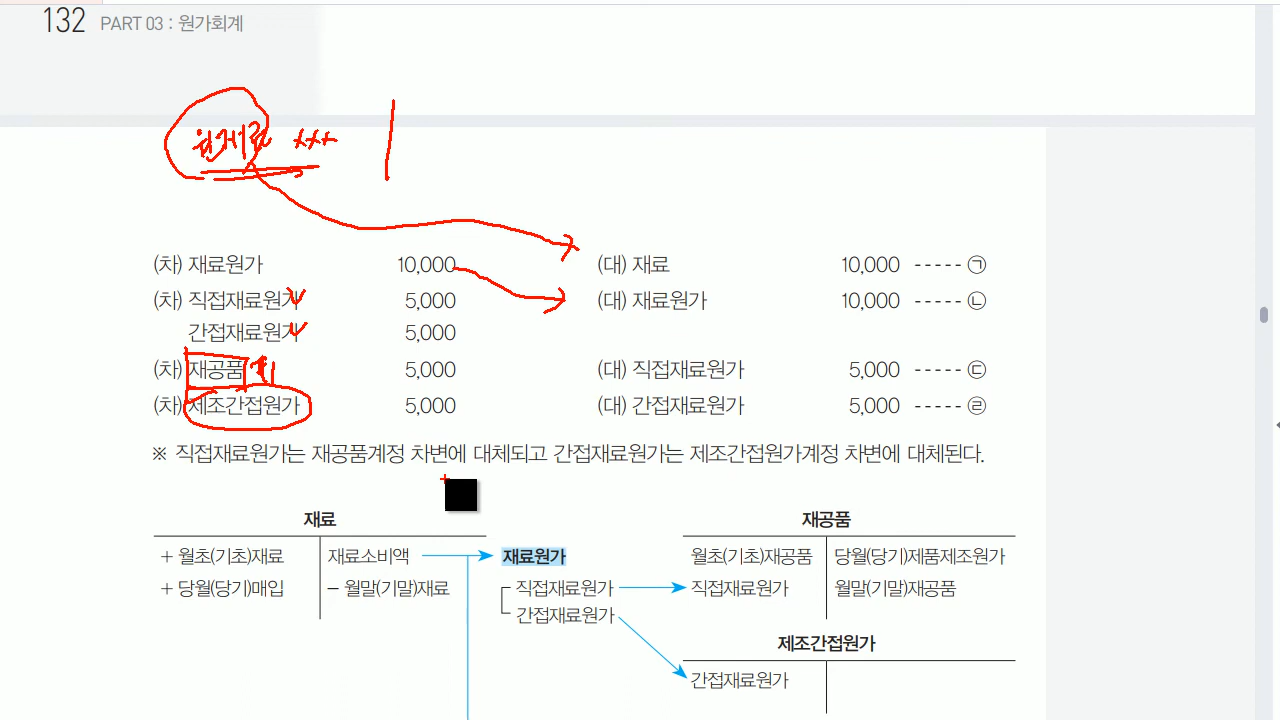 132 PART 03 : 원가회계
원재료 xxx
(차) 재료원가 10,000 (대) 재료 10,000 ----- ㉠
(차) 직접재료원가 5,000 (대) 재료원가 10,000 ----- ㉡
간접재료원가 5,000
(차) 재공품 5,000 (대) 직접재료원가 5,000 ----- ㉢
(차) 제조간접원가 5,000 (대) 간접재료원가 5,000 ----- ㉣
※ 직접재료원가는 재공품계정 차변에 대체되고 간접재료원가는 제조간접원가계정 차변에 대체된다.
재료 재공품
+ 월초(기초)재료 재료소비액 재료원가 월초(기초)재공품 당월(당기)제품제조원가
+ 당월(당기)매입 − 월말(기말)재료 직접재료원가 직접재료원가 월말(기말)재공품
간접재료원가
제조간접원가
간접재료원가